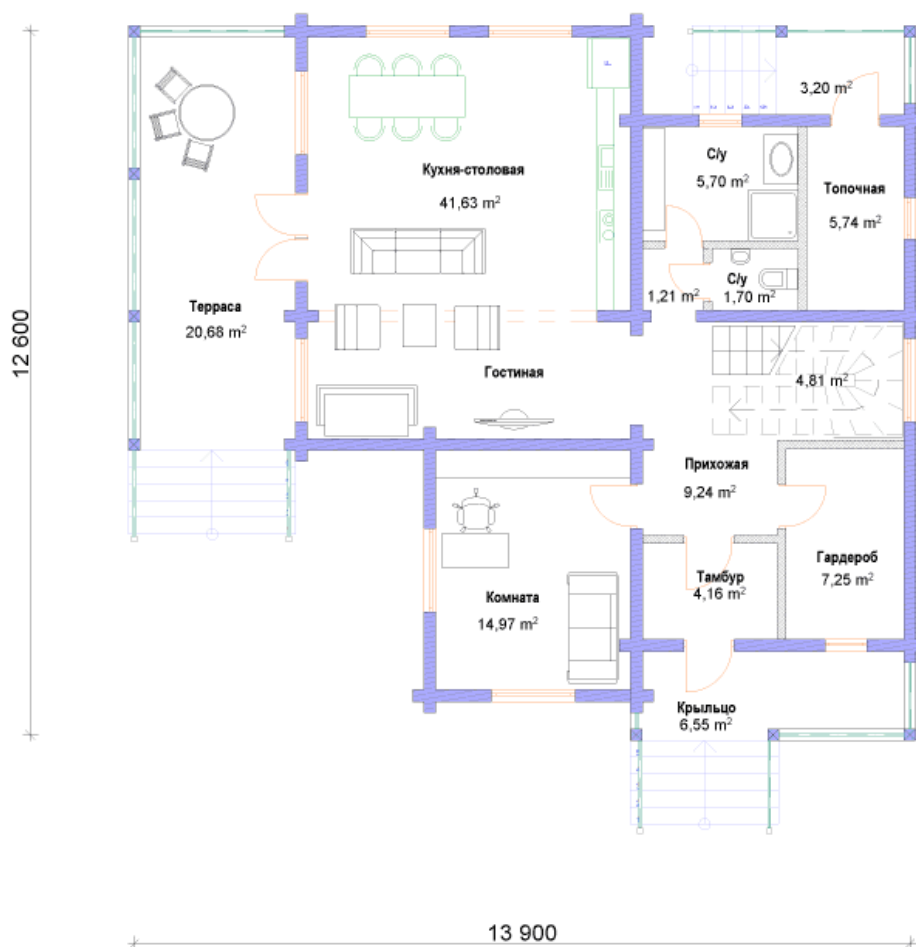 3,20 m²
С/у
5,70 m²
Кухня-столовая
41,63 m²
Топочная
5,74 m²
С/у
1,21 m²
1,70 m²
Терраса
20,68 m²
12 600
Гостиная
4,81 m²
Прихожая
9,24 m²
Гардероб
7,25 m²
Тамбур
4,16 m²
Комната
14,97 m²
Крыльцо
6,55 m²
13 900